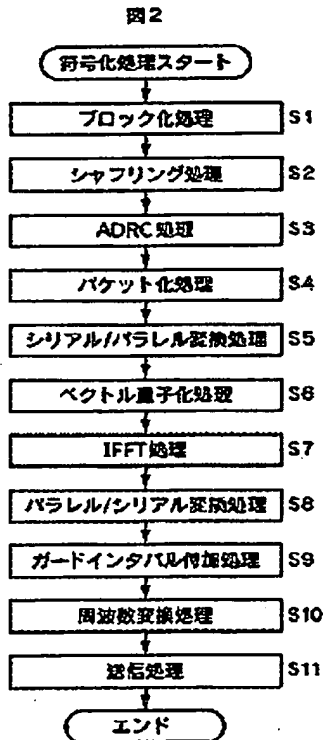 図2
符号化処理スタート
ブロック化処理 S1
シャフリング処理 S2
ADRC処理 S3
パケット化処理 S4
シリアル/パラレル変換処理 S5
ベクトル量子化処理 S6
IFFT処理 S7
パラレル/シリアル変換処理 S8
ガードインタバル付加処理 S9
周波数変換処理 S10
送信処理 S11
エンド